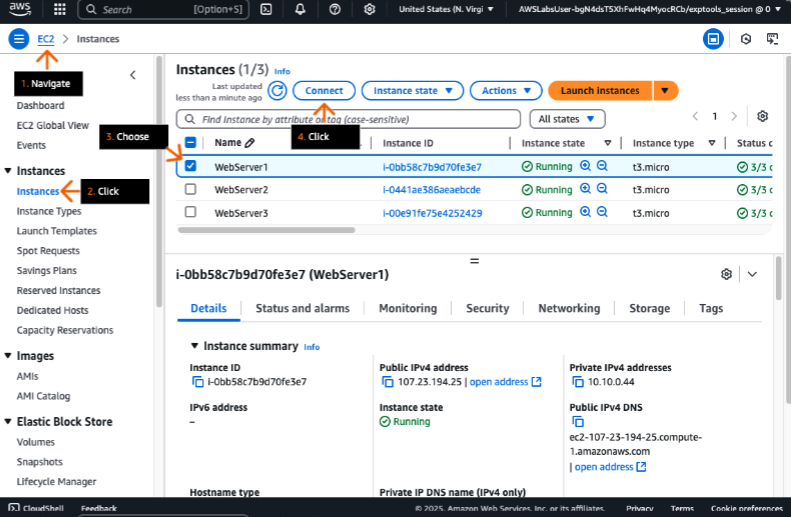 aws
Search
[Option+S]
United States (N. Virgi
AWSLabsUser-bgN4dsTSXhFwHq4MyocRCb/exptools_session @ 0
EC2
Instances
1. Navigate
Dashboard
EC2 Global View
Events
Instances
Instances
2. Click
Instance Types
Launch Templates
Spot Requests
Savings Plans
Reserved Instances
Dedicated Hosts
Capacity Reservations
Images
AMIs
AMI Catalog
Elastic Block Store
Volumes
Snapshots
Lifecycle Manager
Instances (1/3) Info
Last updated
less than a minute ago
Connect
Instance state
Actions
Launch instances
Find Instance by attribute or tag (case-sensitive)
All states
1
3. Choose
4. Click
Name
Instance ID
Instance state
Instance type
Status c
WebServer1 i-0bb58c7b9d70fe3e7 Running t3.micro 3/3 c
WebServer2 i-0441ae386aeaebcde Running t3.micro 3/3 c
WebServer3 i-00e91fe75e4252429 Running t3.micro 3/3 c
i-0bb58c7b9d70fe3e7 (WebServer1)
Details Status and alarms Monitoring Security Networking Storage Tags
Instance summary Info
Instance ID
i-0bb58c7b9d70fe3e7
Public IPv4 address
107.23.194.25 | open address
Private IPv4 addresses
10.10.0.44
IPv6 address
–
Instance state
Running
Public IPv4 DNS
ec2-107-23-194-25.compute-
1.amazonaws.com
| open address
Hostname type
Private IP DNS name (IPv4 only)
CloudShell Feedback
© 2025, Amazon Web Services, Inc. or its affiliates.
Privacy Terms Cookie preferences